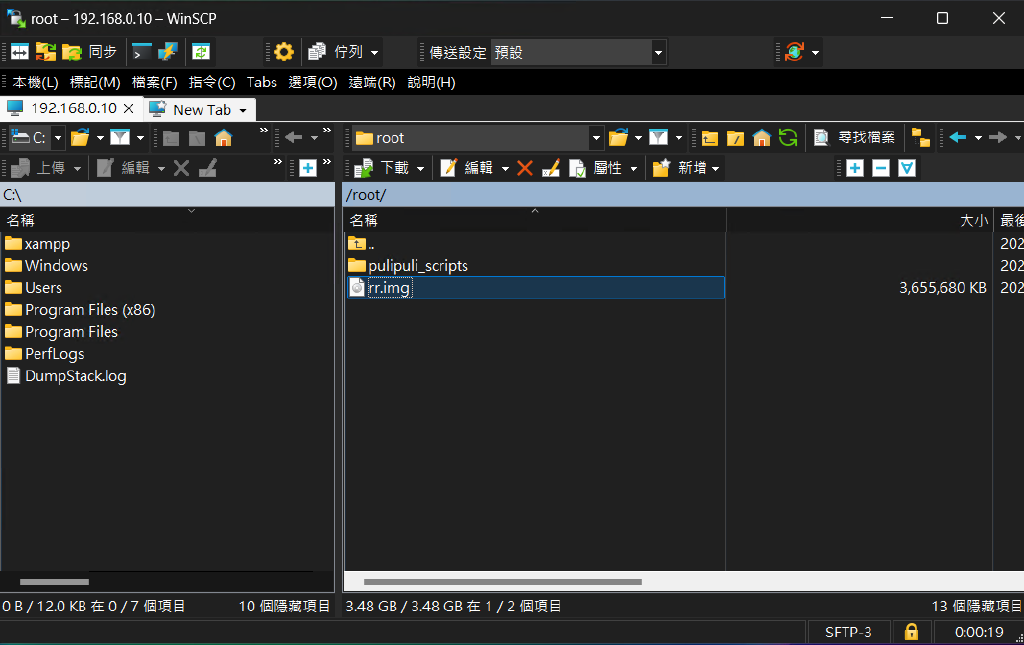 root – 192.168.0.10 – WinSCP
同步 佇列 傳送設定 預設
本機(L) 標記(M) 檔案(F) 指令(C) Tabs 選項(O) 遠端(R) 說明(H)
192.168.0.10 New Tab
C: » » root 尋找檔案
上傳 編輯 » » 下載 編輯 屬性 新增
C:\ /root/
名稱 名稱 大小 最後
xampp .. 202
Windows pulipuli_scripts 202
Users rr.img 3,655,680 KB 202
Program Files (x86)
Program Files
PerfLogs
DumpStack.log
0 B / 12.0 KB 在 0 / 7 個項目 10 個隱藏項目 3.48 GB / 3.48 GB 在 1 / 2 個項目 13 個隱藏項目
SFTP-3 0:00:19